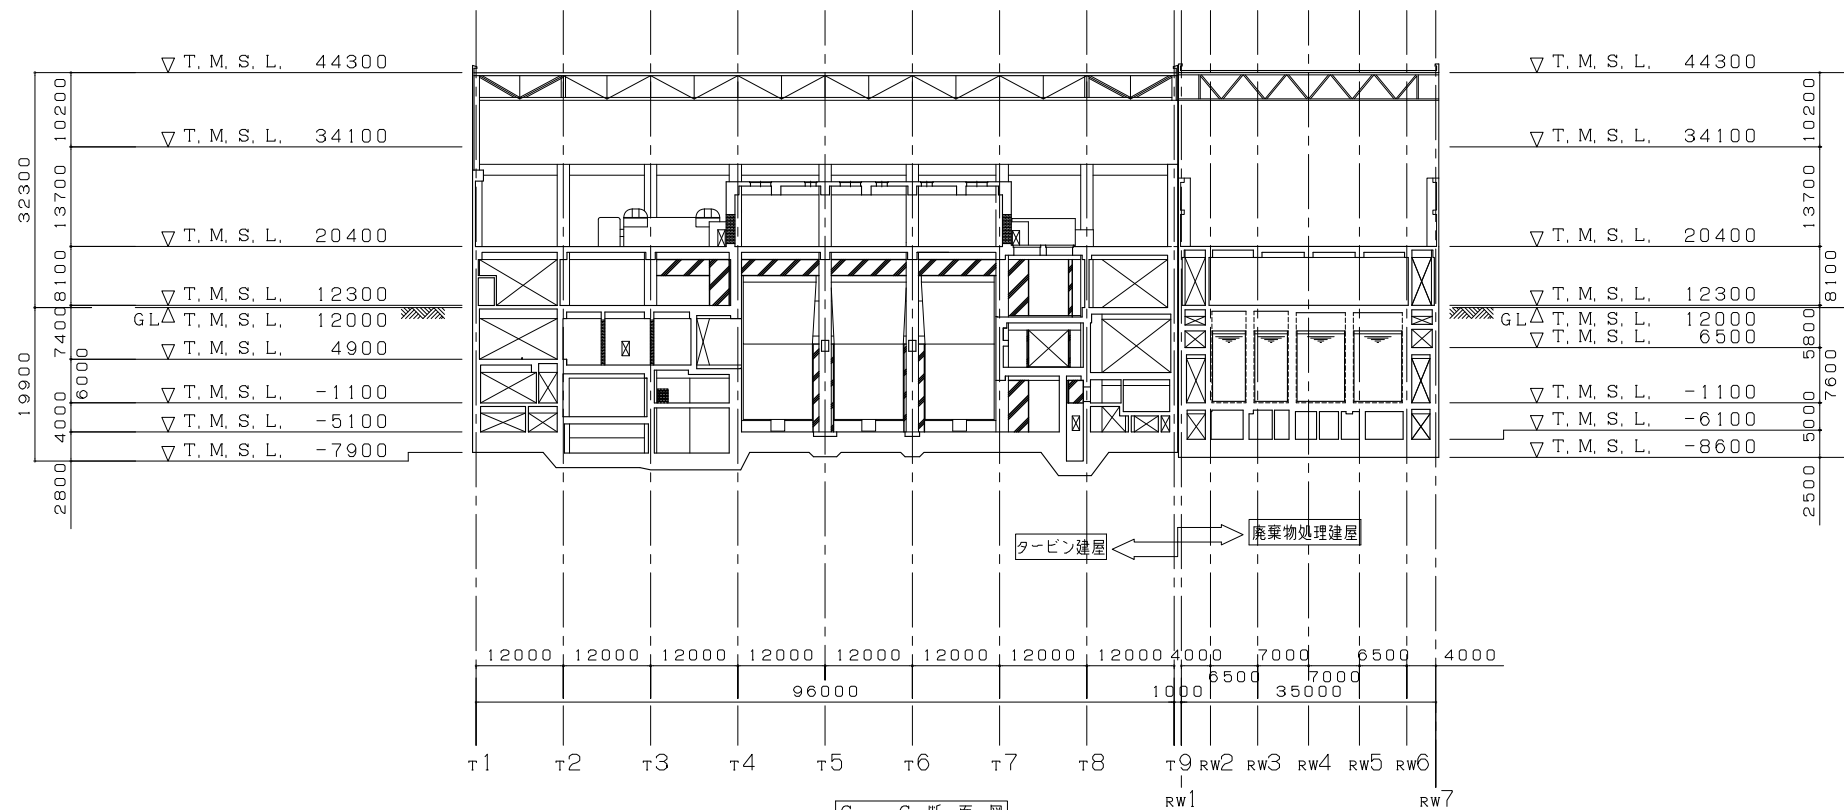 ▽ T. M. S. L. 44300
▽ T. M. S. L. 44300
10200
10200
▽ T. M. S. L. 34100
▽ T. M. S. L. 34100
32300
13700
13700
▽ T. M. S. L. 20400
▽ T. M. S. L. 20400
8100
8100
▽ T. M. S. L. 12300
▽ T. M. S. L. 12300
GL △ T. M. S. L. 12000
GL △ T. M. S. L. 12000
7400
5800
▽ T. M. S. L. 6500
▽ T. M. S. L. 4900
19900
6000
7600
▽ T. M. S. L. -1100
▽ T. M. S. L. -1100
4000
5000
▽ T. M. S. L. -5100
▽ T. M. S. L. -6100
▽ T. M. S. L. -7900
▽ T. M. S. L. -8600
2800
2500
タービン建屋
廃棄物処理建屋
12000 12000 12000 12000 12000 12000 12000 12000 4000 7000 6500 4000
6500 7000
96000 1000 35000
T1 T2 T3 T4 T5 T6 T7 T8 T9 RW2 RW3 RW4 RW5 RW6
RW1 RW7